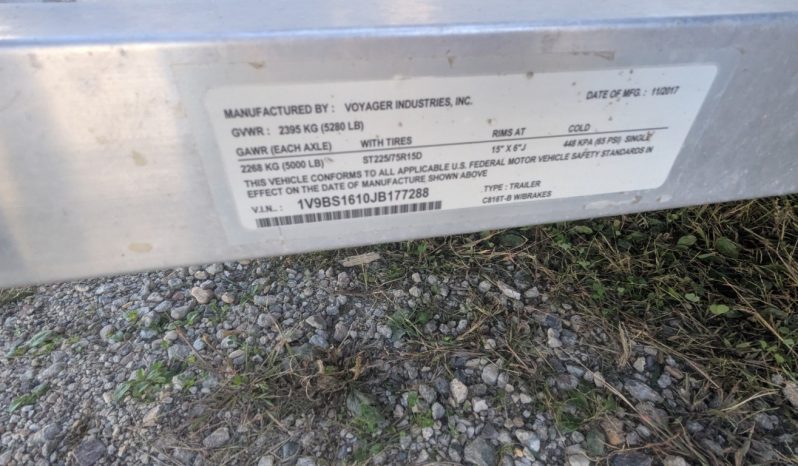 MANUFACTURED BY : VOYAGER INDUSTRIES, INC. DATE OF MFG. : 11/2017
GVWR : 2395 KG (5280 LB)
GAWR (EACH AXLE) WITH TIRES RIMS AT COLD
2268 KG (5000 LB) ST225/75R15D 15" X 6"J 448 KPA (65 PSI) SINGLE
THIS VEHICLE CONFORMS TO ALL APPLICABLE U.S. FEDERAL MOTOR VEHICLE SAFETY STANDARDS IN
EFFECT ON THE DATE OF MANUFACTURE SHOWN ABOVE
V.I.N.. : 1V9BS1610JB177288 TYPE : TRAILER
C816T-B W/BRAKES